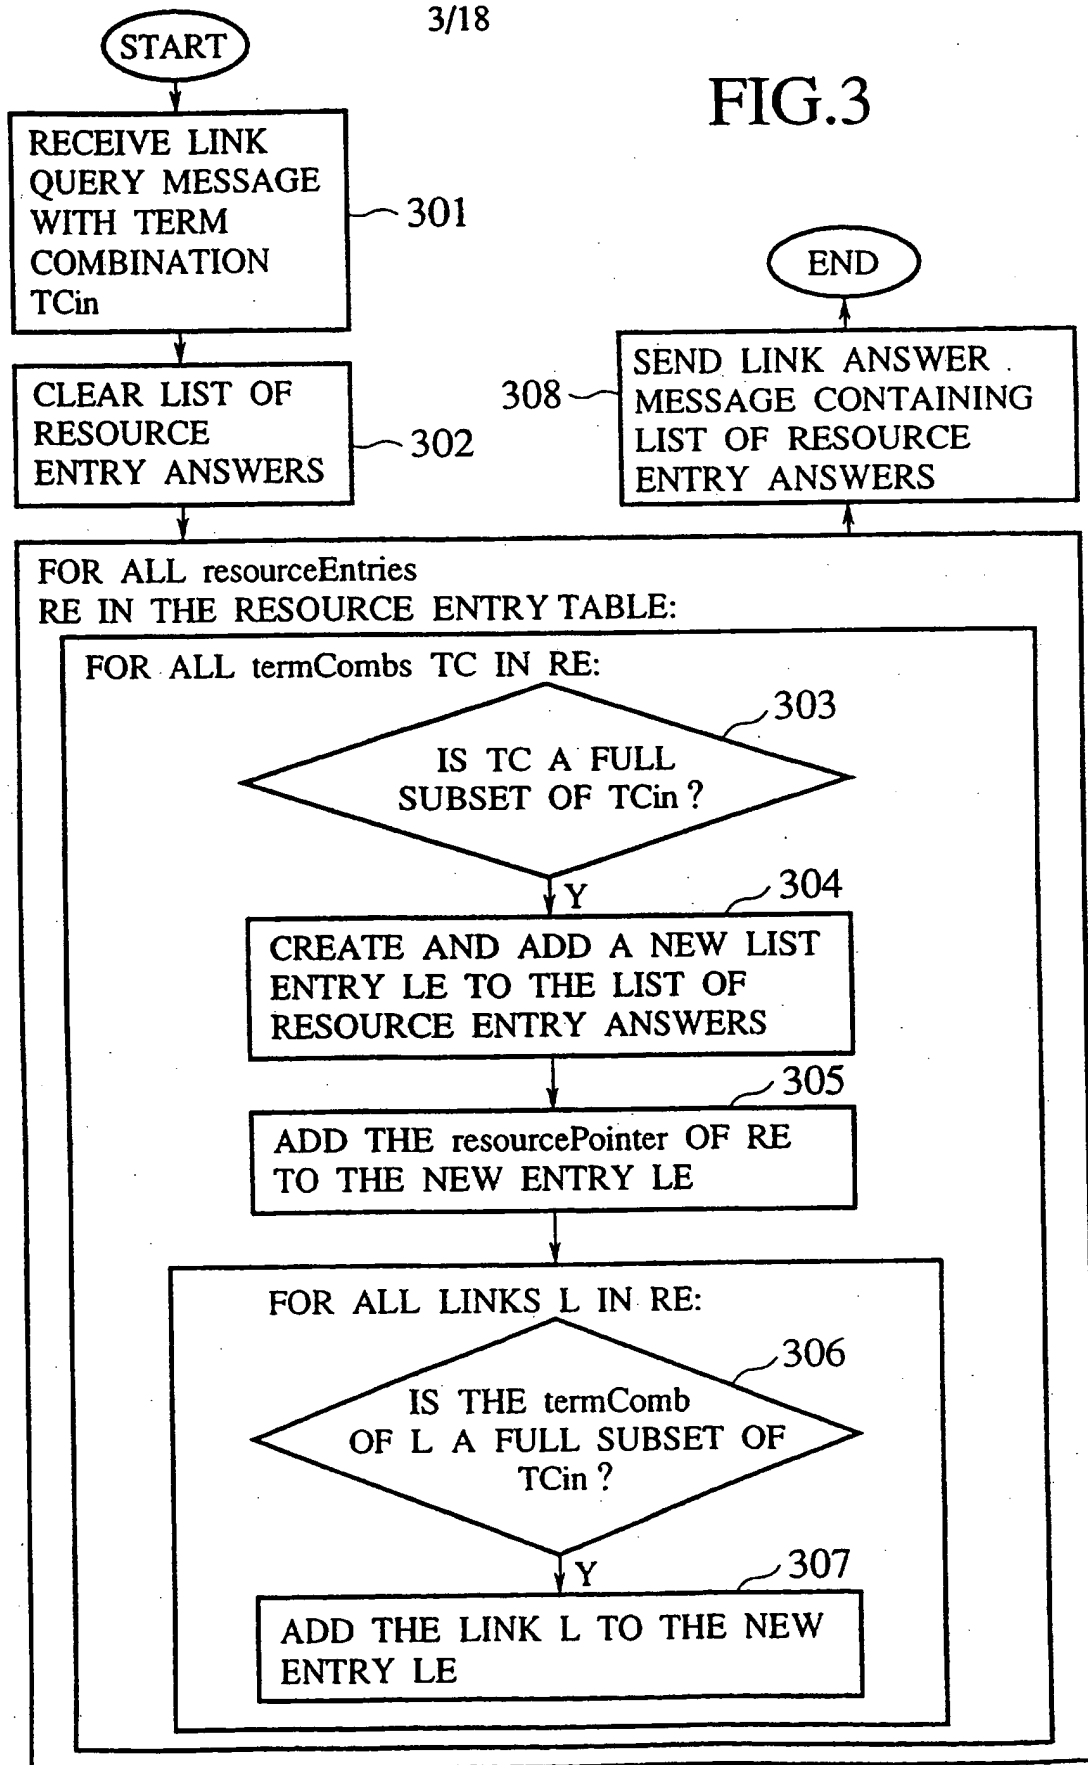 3/18
FIG.3
START
RECEIVE LINK
QUERY MESSAGE
WITH TERM
COMBINATION
TCin
301
CLEAR LIST OF
RESOURCE
ENTRY ANSWERS
302
END
SEND LINK ANSWER
MESSAGE CONTAINING
LIST OF RESOURCE
ENTRY ANSWERS
308
FOR ALL resourceEntries
RE IN THE RESOURCE ENTRY TABLE:
FOR ALL termCombs TC IN RE:
303
IS TC A FULL
SUBSET OF TCin?
Y
304
CREATE AND ADD A NEW LIST
ENTRY LE TO THE LIST OF
RESOURCE ENTRY ANSWERS
305
ADD THE resourcePointer OF RE
TO THE NEW ENTRY LE
FOR ALL LINKS L IN RE:
306
IS THE termComb
OF L A FULL SUBSET OF
TCin?
Y
307
ADD THE LINK L TO THE NEW
ENTRY LE